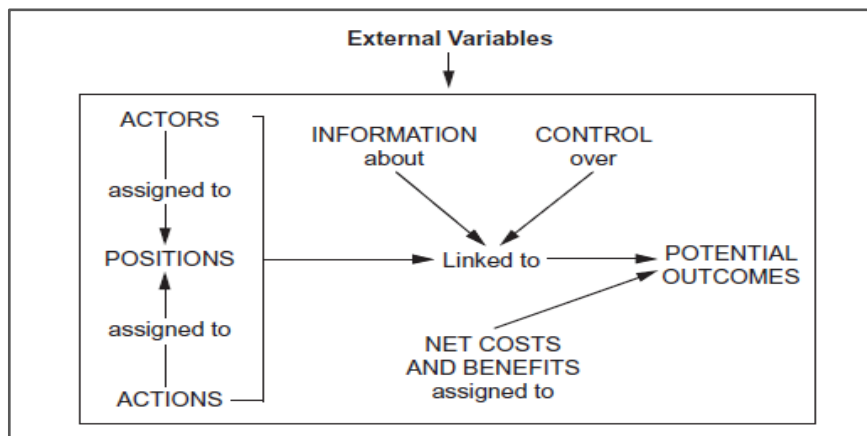 External Variables
ACTORS
assigned to
POSITIONS
assigned to
ACTIONS
INFORMATION
about
CONTROL
over
Linked to
POTENTIAL
OUTCOMES
NET COSTS
AND BENEFITS
assigned to